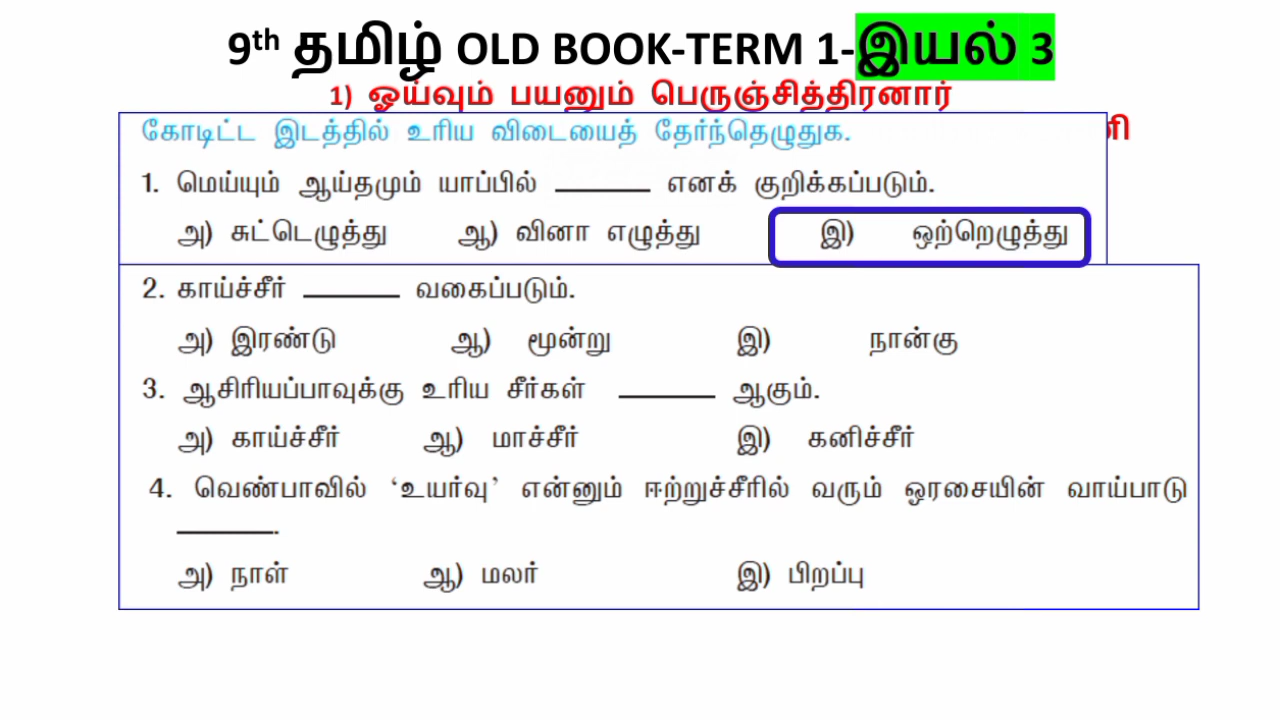 9th தமிழ் OLD BOOK-TERM 1-இயல் 3
1) ஓய்வும் பயனும் பெருஞ்சித்திரனார்
கோடிட்ட இடத்தில் உரிய விடையைத் தேர்ந்தெழுதுக.
1. மெய்யும் ஆய்தமும் யாப்பில் ______ எனக் குறிக்கப்படும்.
அ) சுட்டெழுத்து ஆ) வினா எழுத்து இ) ஒற்றெழுத்து
2. காய்ச்சீர் ______ வகைப்படும்.
அ) இரண்டு ஆ) மூன்று இ) நான்கு
3. ஆசிரியப்பாவுக்கு உரிய சீர்கள் ______ ஆகும்.
அ) காய்ச்சீர் ஆ) மாச்சீர் இ) கனிச்சீர்
4. வெண்பாவில் ‘உயர்வு’ என்னும் ஈற்றுச்சீரில் வரும் ஓரசையின் வாய்பாடு
______.
அ) நாள் ஆ) மலர் இ) பிறப்பு